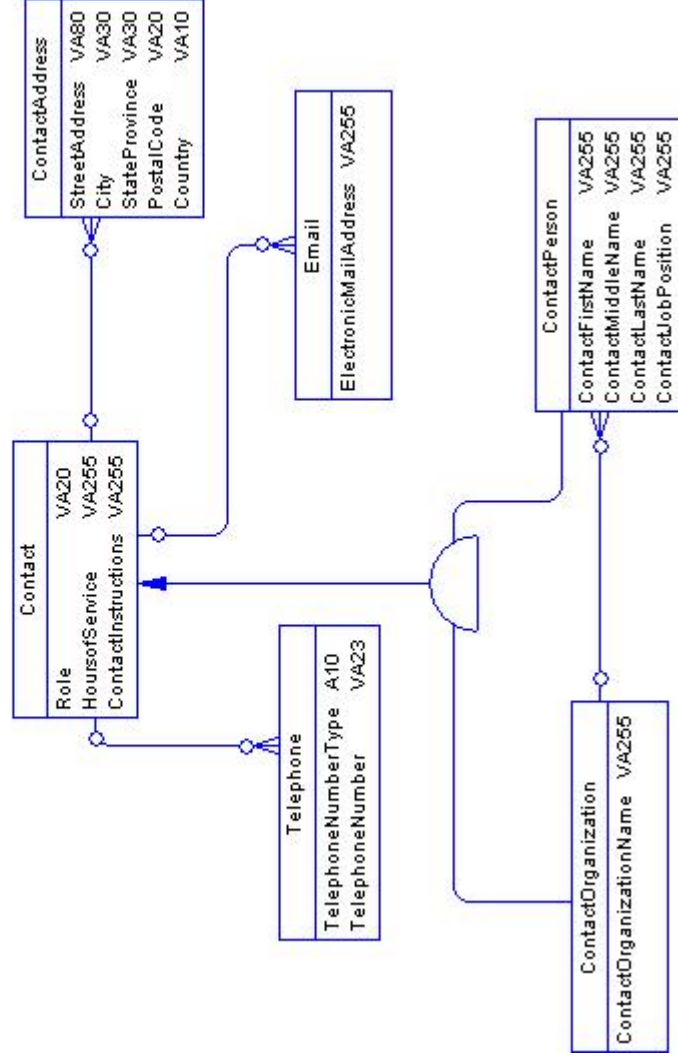 Contact
Role VA20
HoursofService VA255
ContactInstructions VA255
ContactAddress
StreetAddress VA80
City VA30
StateProvince VA30
PostalCode VA20
Country VA10
Telephone
TelephoneNumberType A10
TelephoneNumber VA23
Email
ElectronicMailAddress VA255
ContactOrganization
ContactOrganizationName VA255
ContactPerson
ContactFirstName VA255
ContactMiddleName VA255
ContactLastName VA255
ContactJobPosition VA255